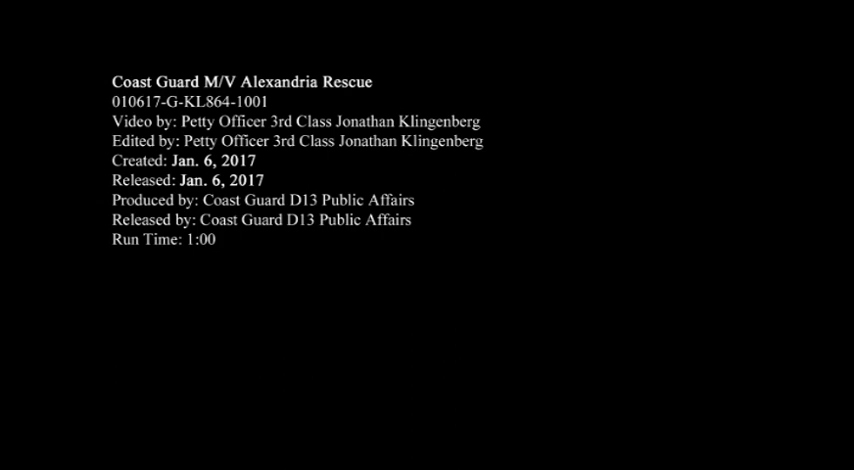 Coast Guard M/V Alexandria Rescue
010617-G-KL864-1001
Video by: Petty Officer 3rd Class Jonathan Klingenberg
Edited by: Petty Officer 3rd Class Jonathan Klingenberg
Created: Jan. 6, 2017
Released: Jan. 6, 2017
Produced by: Coast Guard D13 Public Affairs
Released by: Coast Guard D13 Public Affairs
Run Time: 1:00